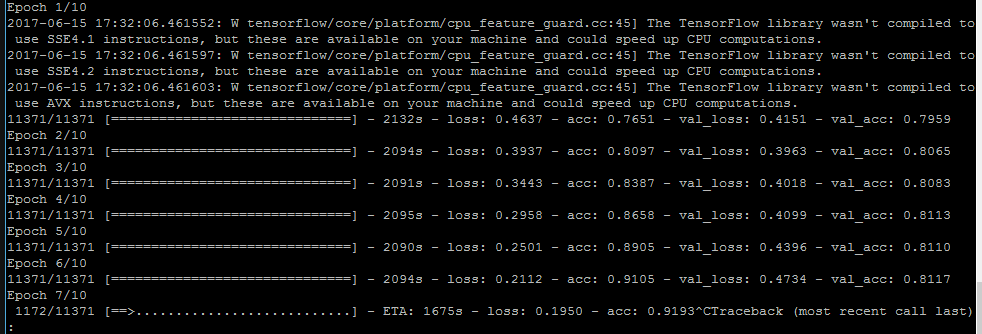 Epoch 1/10
2017-06-15 17:32:06.461552: W tensorflow/core/platform/cpu_feature_guard.cc:45] The TensorFlow library wasn't compiled to
use SSE4.1 instructions, but these are available on your machine and could speed up CPU computations.
2017-06-15 17:32:06.461597: W tensorflow/core/platform/cpu_feature_guard.cc:45] The TensorFlow library wasn't compiled to
use SSE4.2 instructions, but these are available on your machine and could speed up CPU computations.
2017-06-15 17:32:06.461603: W tensorflow/core/platform/cpu_feature_guard.cc:45] The TensorFlow library wasn't compiled to
use AVX instructions, but these are available on your machine and could speed up CPU computations.
11371/11371 [==============================] - 2132s - loss: 0.4637 - acc: 0.7651 - val_loss: 0.4151 - val_acc: 0.7959
Epoch 2/10
11371/11371 [==============================] - 2094s - loss: 0.3937 - acc: 0.8097 - val_loss: 0.3963 - val_acc: 0.8065
Epoch 3/10
11371/11371 [==============================] - 2091s - loss: 0.3443 - acc: 0.8387 - val_loss: 0.4018 - val_acc: 0.8083
Epoch 4/10
11371/11371 [==============================] - 2095s - loss: 0.2958 - acc: 0.8658 - val_loss: 0.4099 - val_acc: 0.8113
Epoch 5/10
11371/11371 [==============================] - 2090s - loss: 0.2501 - acc: 0.8905 - val_loss: 0.4396 - val_acc: 0.8110
Epoch 6/10
11371/11371 [==============================] - 2094s - loss: 0.2112 - acc: 0.9105 - val_loss: 0.4734 - val_acc: 0.8117
Epoch 7/10
1172/11371 [==>...........................] - ETA: 1675s - loss: 0.1950 - acc: 0.9193^CTraceback (most recent call last)
: